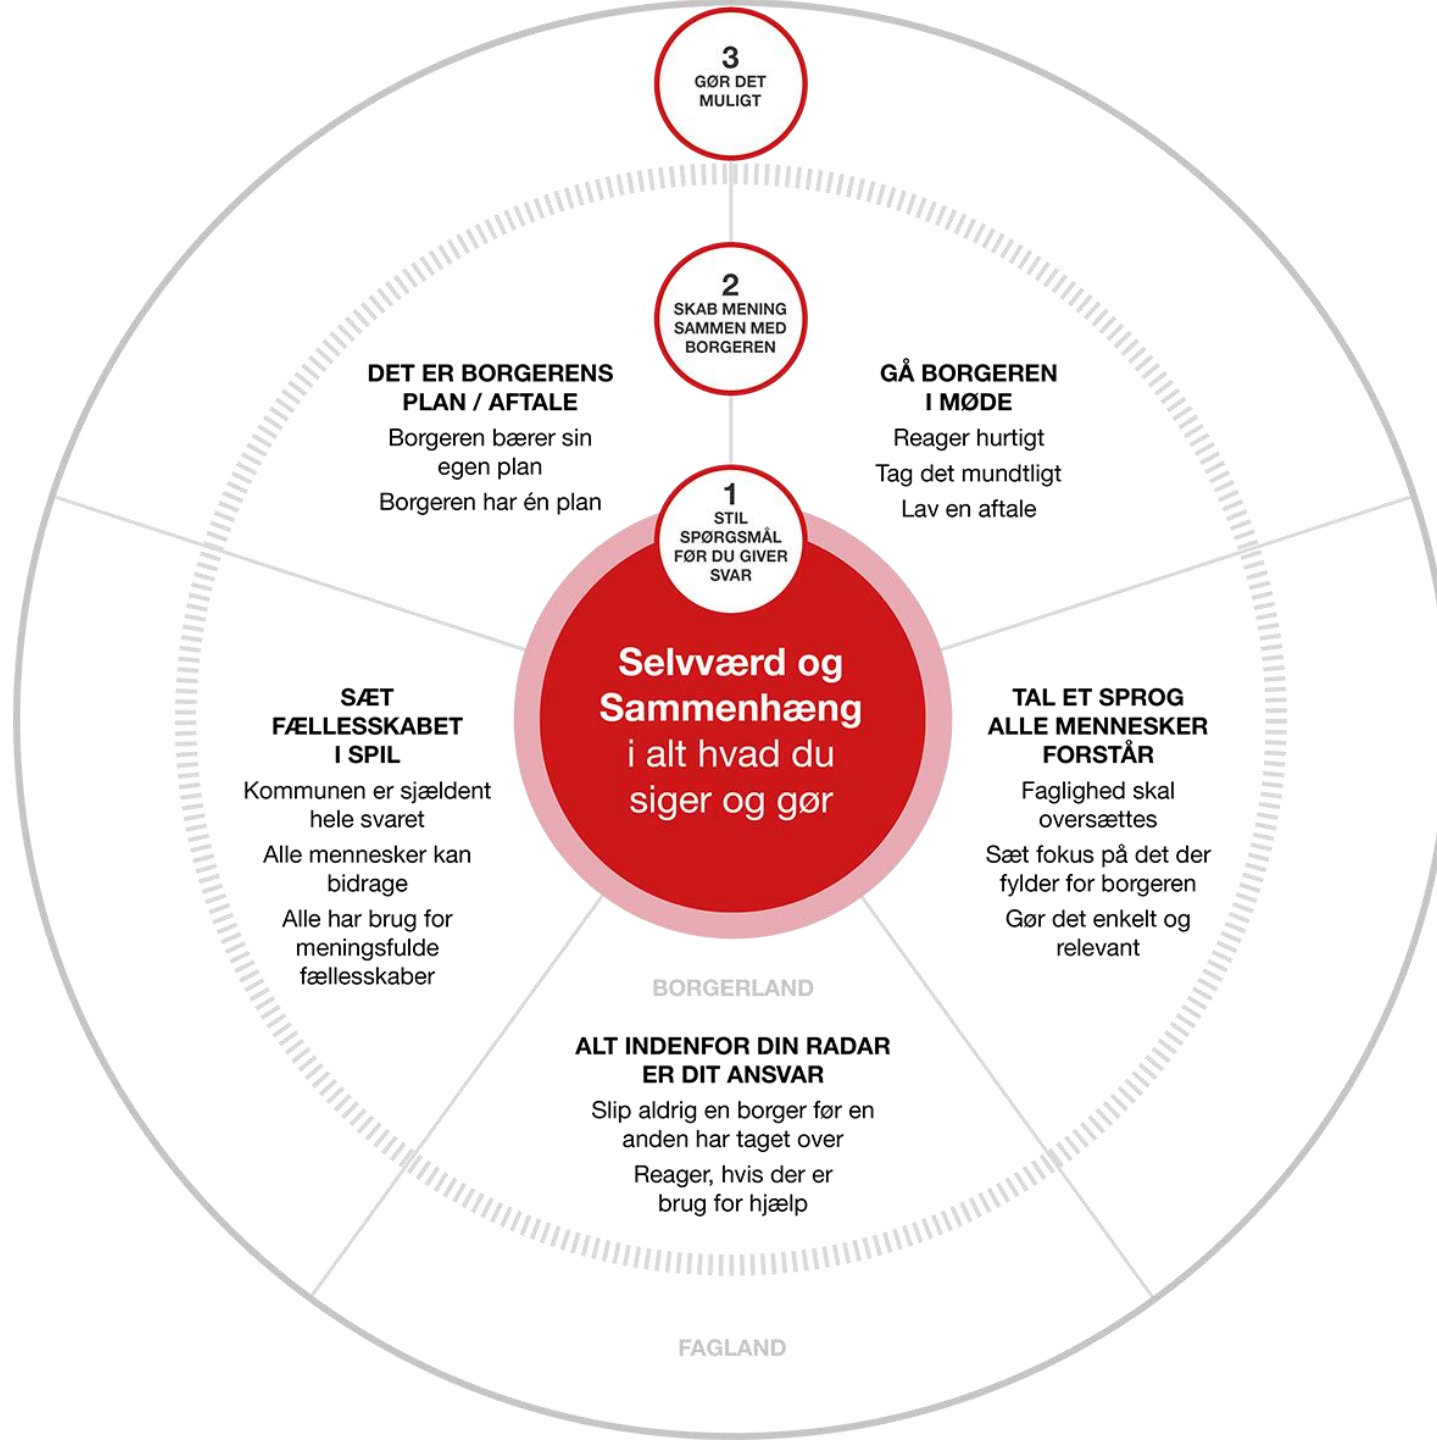 3
GØR DET
MULIGT
2
SKAB MENING
SAMMEN MED
BORGEREN
1
STIL
SPØRGSMÅL
FØR DU GIVER
SVAR
DET ER BORGERENS
PLAN / AFTALE
Borgeren bærer sin
egen plan
Borgeren har én plan
GÅ BORGEREN
I MØDE
Reager hurtigt
Tag det mundtligt
Lav en aftale
Selvværd og
Sammenhæng
i alt hvad du
siger og gør
SÆT
FÆLLESSKABET
I SPIL
Kommunen er sjældent
hele svaret
Alle mennesker kan
bidrage
Alle har brug for
meningsfulde
fællesskaber
TAL ET SPROG
ALLE MENNESKER
FORSTÅR
Faglighed skal
oversættes
Sæt fokus på det der
fylder for borgeren
Gør det enkelt og
relevant
BORGERLAND
ALT INDENFOR DIN RADAR
ER DIT ANSVAR
Slip aldrig en borger før en
anden har taget over
Reager, hvis der er
brug for hjælp
FAGLAND